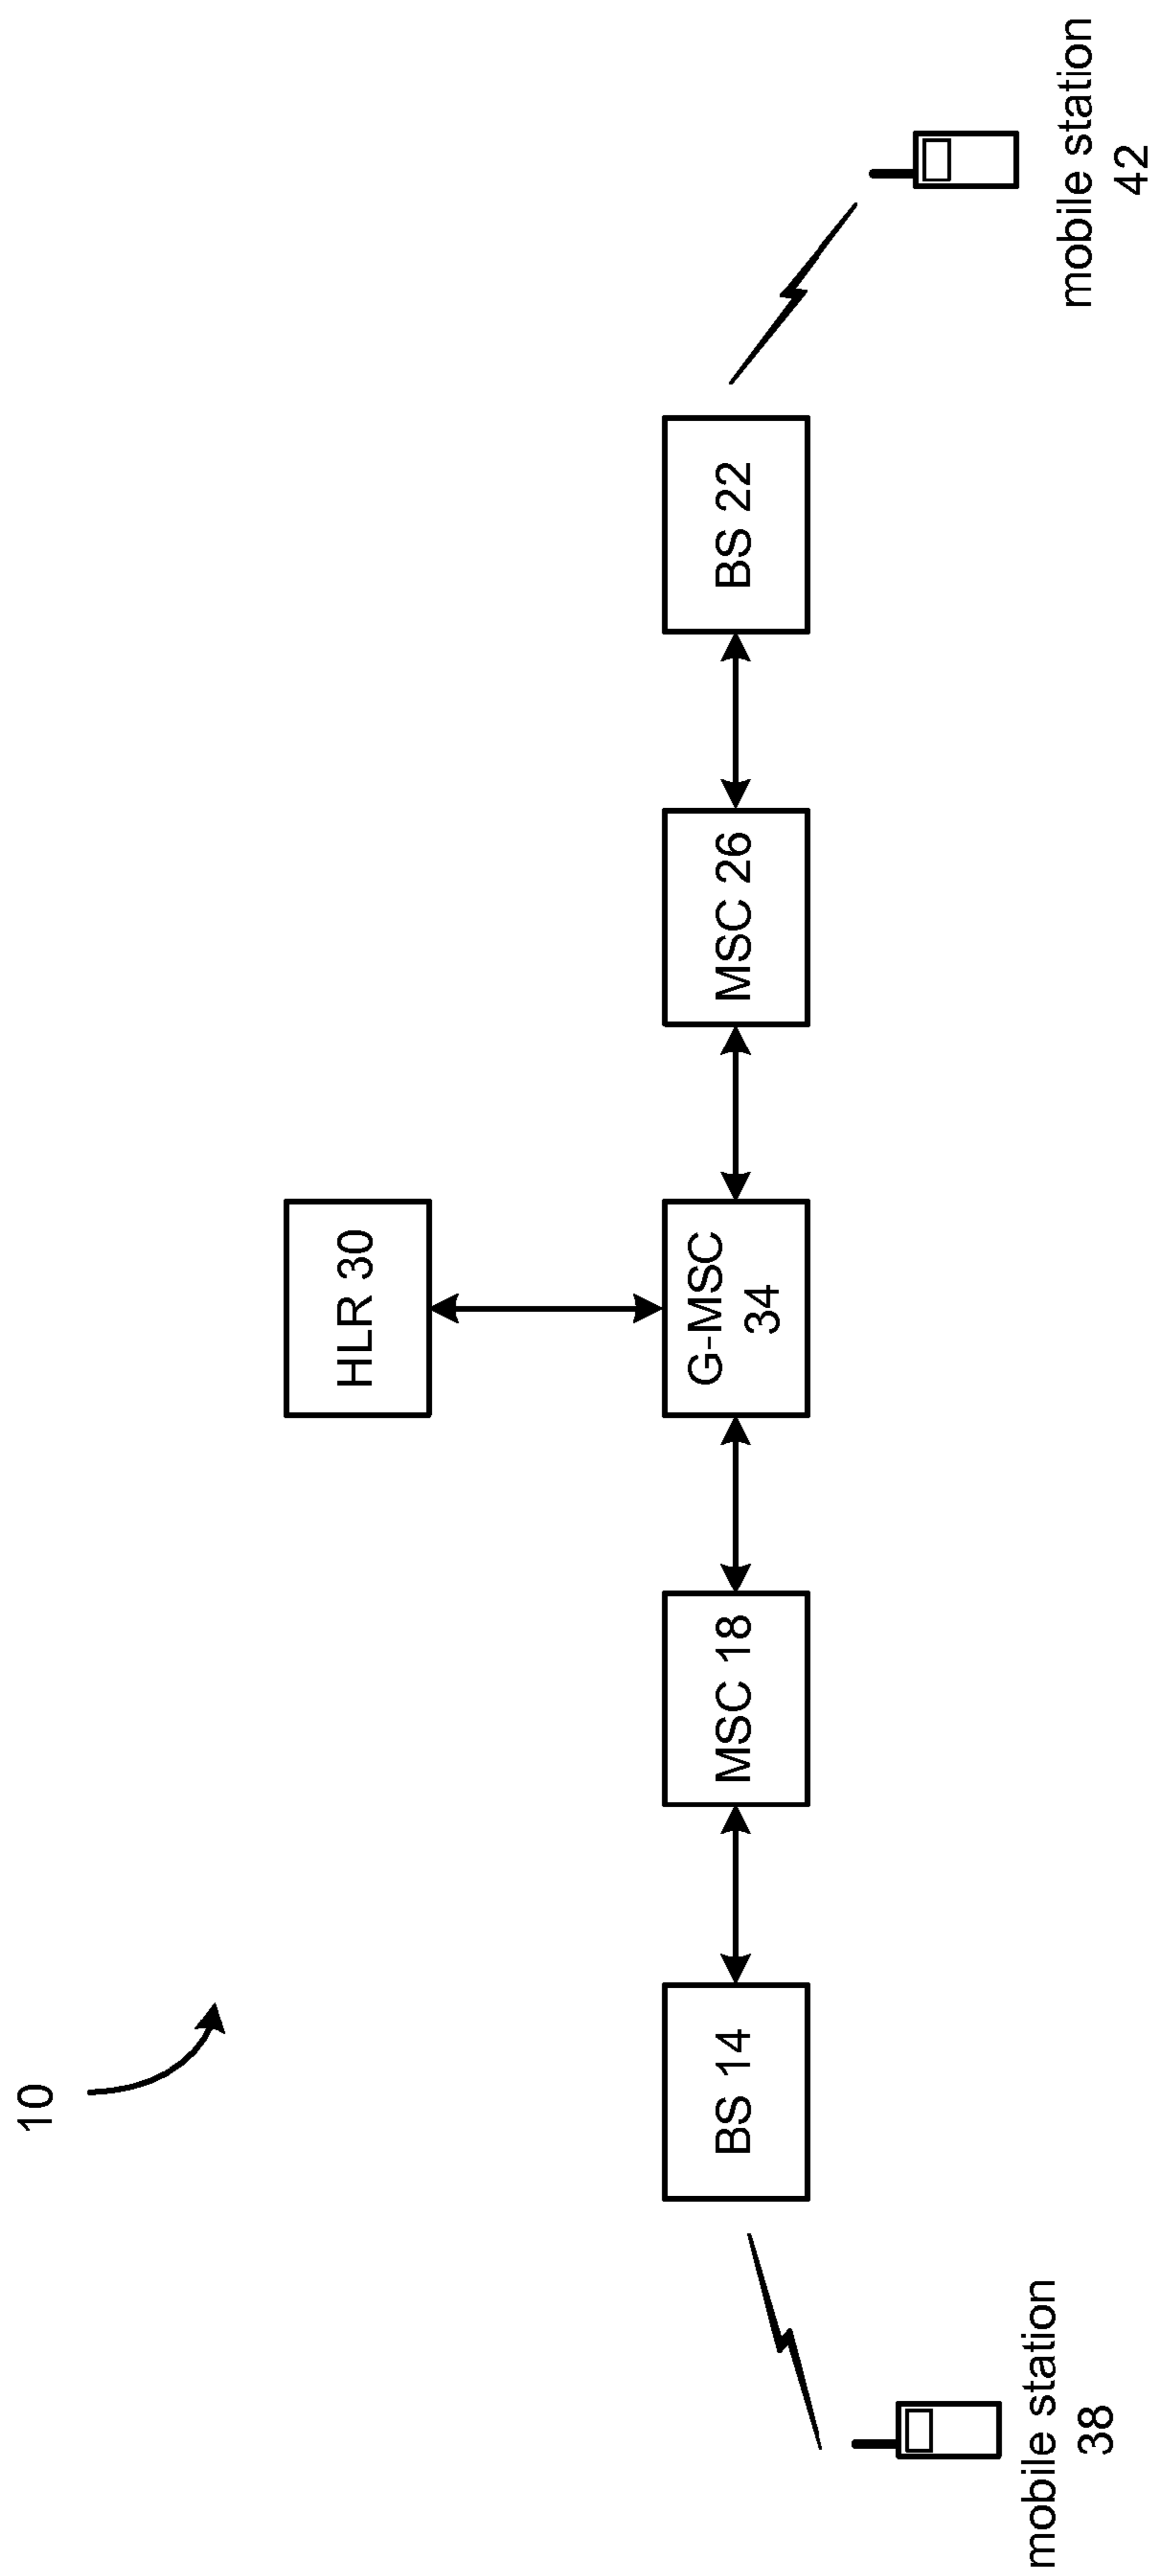 10
HLR 30
BS 14
MSC 18
G-MSC
34
MSC 26
BS 22
mobile station
38
mobile station
42